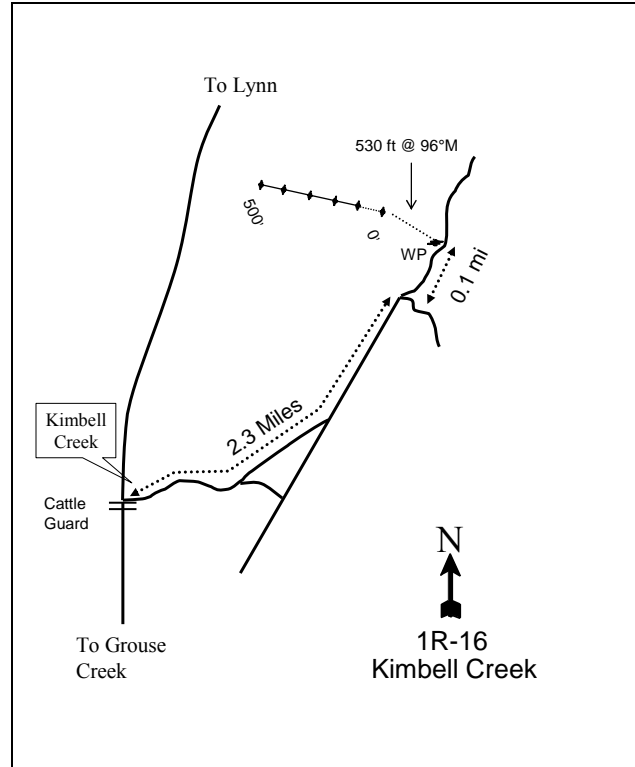 To Lynn
530 ft @ 96°M
500'
0'
WP
0.1 mi
2.3 Miles
Kimbell
Creek
Cattle
Guard
To Grouse
Creek
N
1R-16
Kimbell Creek